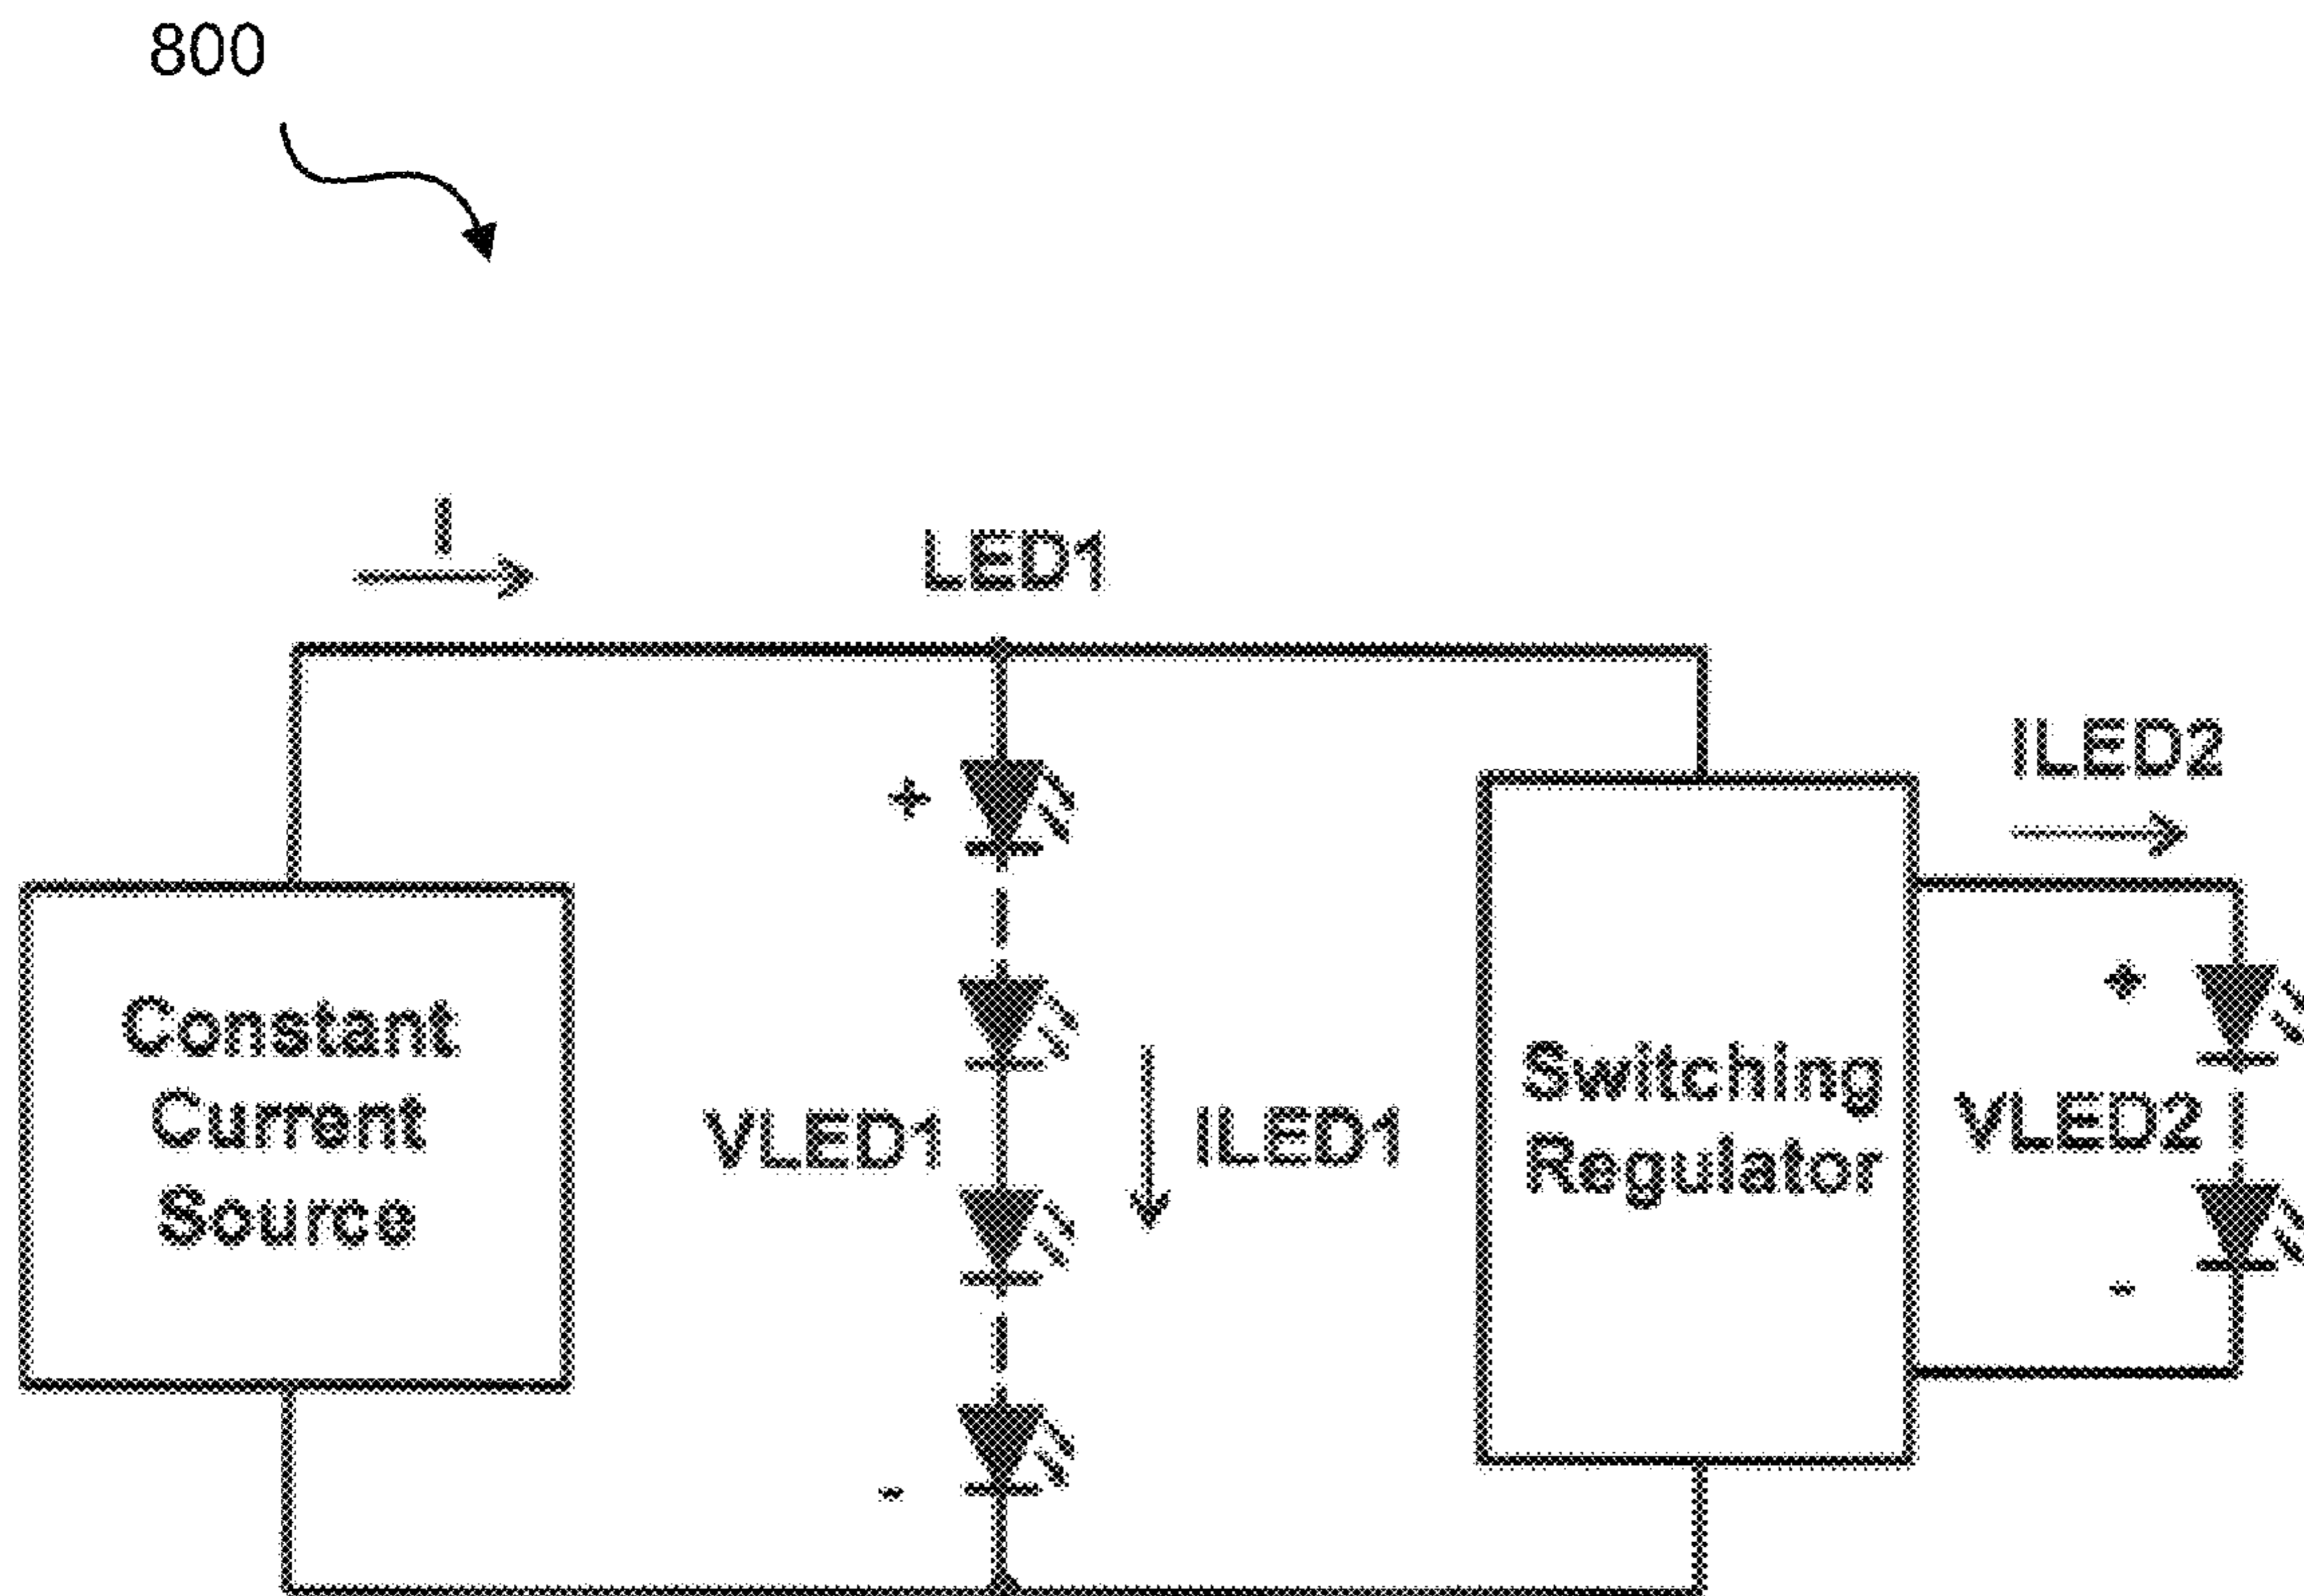 800
I
LED1
ILED2
+
+
Constant
Current
Source
VLED1
ILED1
Switching
Regulator
VLED2
-
-